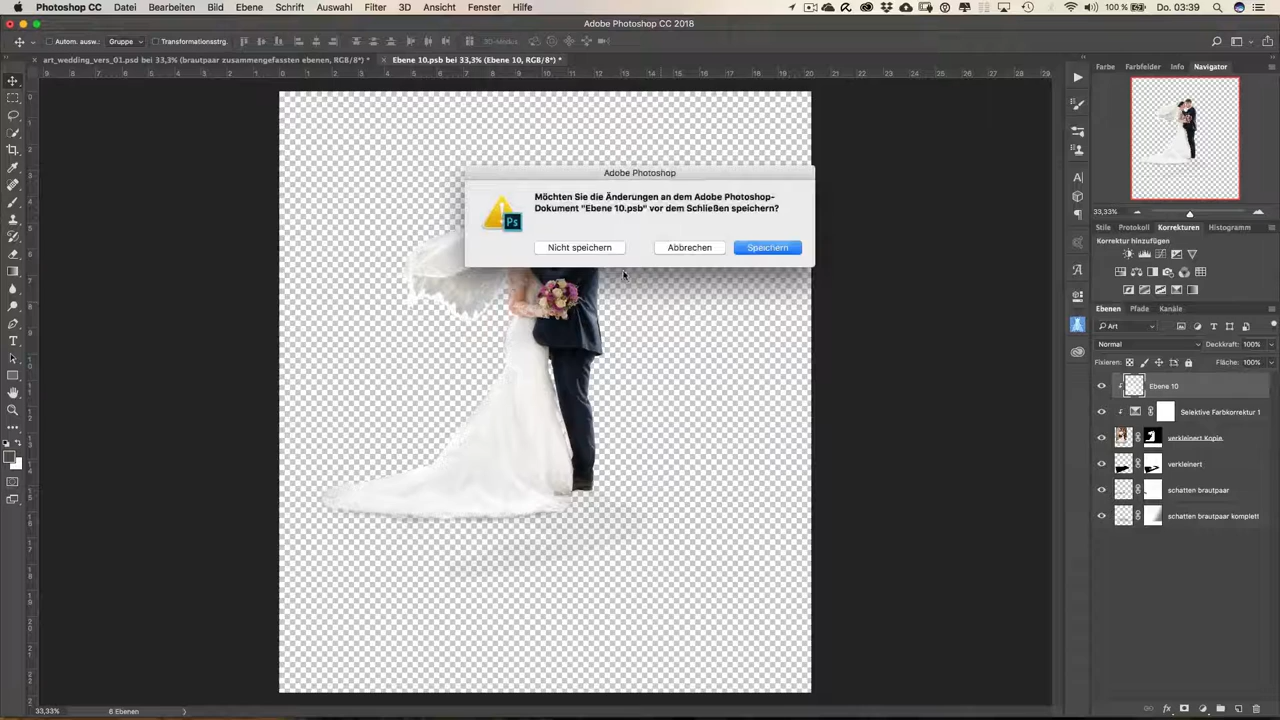 Photoshop CC Datei Bearbeiten Bild Ebene Schrift Auswahl Filter 3D Ansicht Fenster Hilfe 100 % Do. 03:39
Adobe Photoshop CC 2018
Autom. ausw.: Gruppe Transformationsstrg. 3D-Modus:
art_wedding_vers_01.psd bei 33,3% (brautpaar zusammengefassten ebenen, RGB/8*) *
Ebene 10.psb bei 33,3% (Ebene 10, RGB/8*) *
Adobe Photoshop
Möchten Sie die Änderungen an dem Adobe Photoshop-
Dokument "Ebene 10.psb" vor dem Schließen speichern?
Nicht speichern Abbrechen Speichern
Ps
Farbe Farbfelder Info Navigator
33,33%
Stile Protokoll Korrekturen Histogramm
Korrektur hinzufügen
Ebenen Pfade Kanäle
Art
Normal Deckkraft: 100%
Fixieren: Fläche: 100%
Ebene 10
Selektive Farbkorrektur 1
verkleinert Kopie
verkleinert
schatten brautpaar
schatten brautpaar komplett
33,33% 6 Ebenen